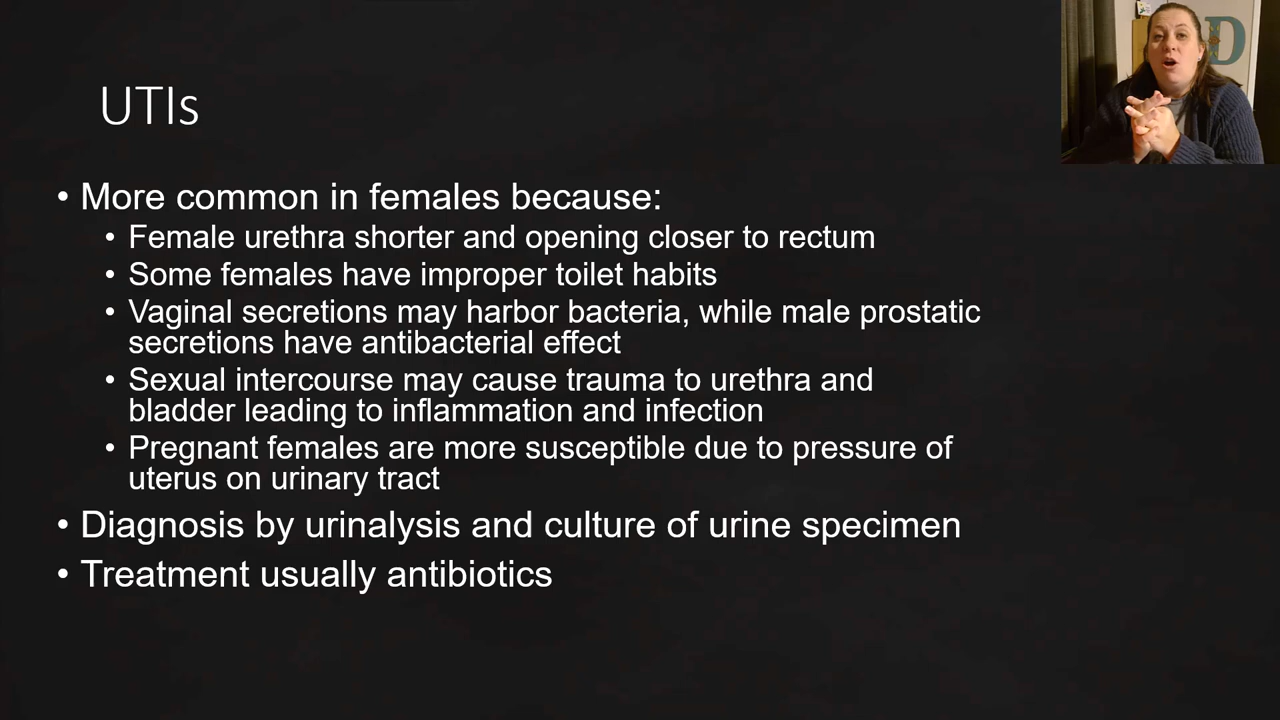 UTIs
• More common in females because:
• Female urethra shorter and opening closer to rectum
• Some females have improper toilet habits
• Vaginal secretions may harbor bacteria, while male prostatic
secretions have antibacterial effect
• Sexual intercourse may cause trauma to urethra and
bladder leading to inflammation and infection
• Pregnant females are more susceptible due to pressure of
uterus on urinary tract
• Diagnosis by urinalysis and culture of urine specimen
• Treatment usually antibiotics
D